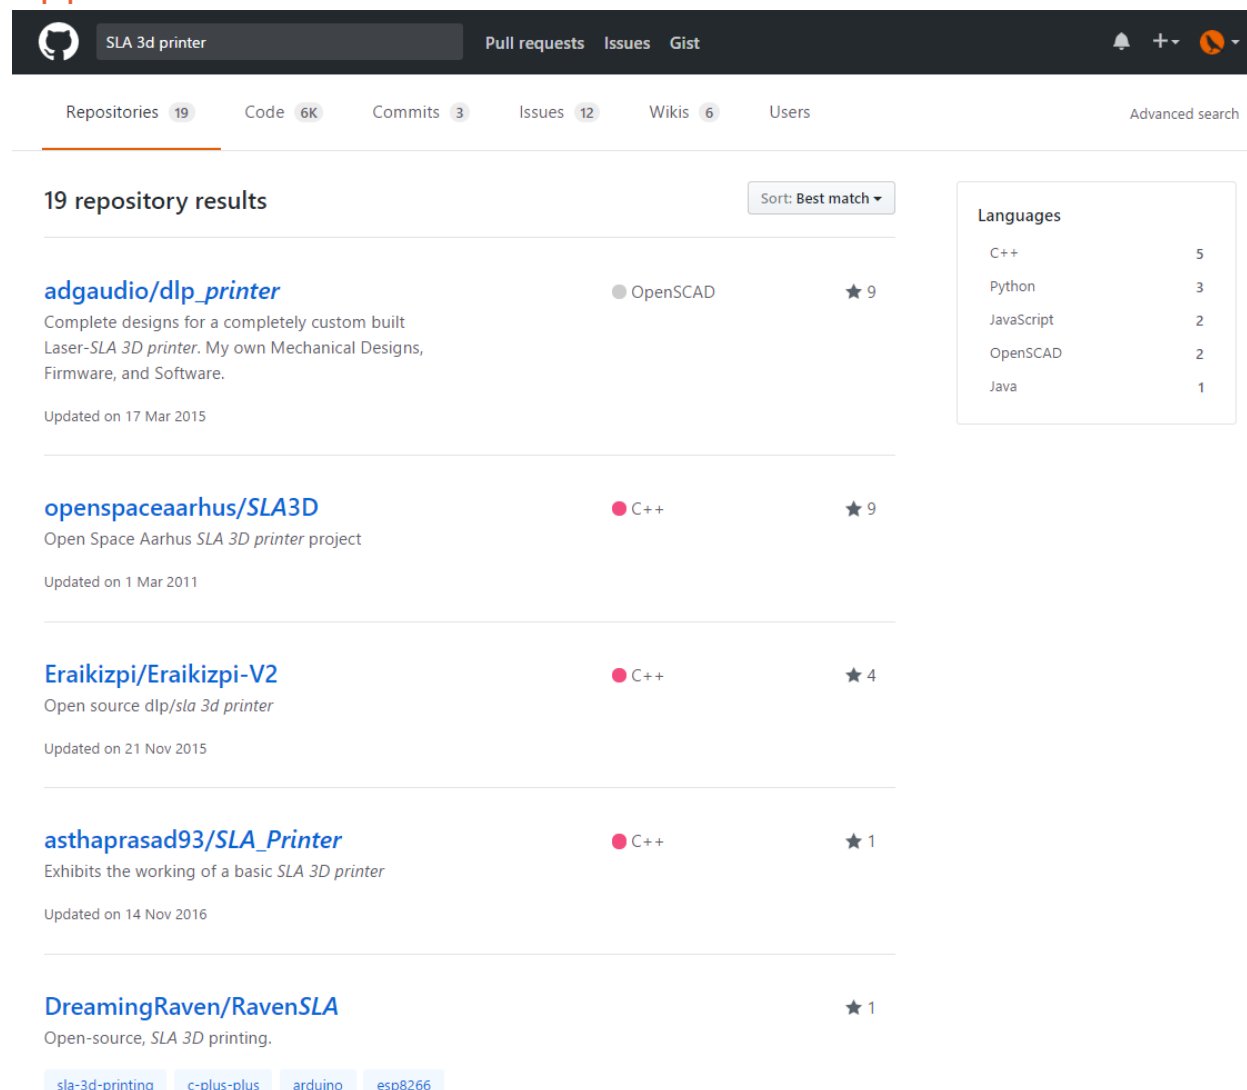 SLA 3d printer Pull requests Issues Gist
Repositories 19 Code 6K Commits 3 Issues 12 Wikis 6 Users Advanced search
19 repository results Sort: Best match
Languages
C++ 5
Python 3
JavaScript 2
OpenSCAD 2
Java 1
adgaudio/dlp_printer OpenSCAD 9
Complete designs for a completely custom built
Laser-SLA 3D printer. My own Mechanical Designs,
Firmware, and Software.
Updated on 17 Mar 2015
openspaceaarhus/SLA3D C++ 9
Open Space Aarhus SLA 3D printer project
Updated on 1 Mar 2011
Eraikizpi/Eraikizpi-V2 C++ 4
Open source dlp/sla 3d printer
Updated on 21 Nov 2015
asthaprasad93/SLA_Printer C++ 1
Exhibits the working of a basic SLA 3D printer
Updated on 14 Nov 2016
DreamingRaven/RavenSLA 1
Open-source, SLA 3D printing.
sla-3d-printing c-plus-plus arduino esp8266